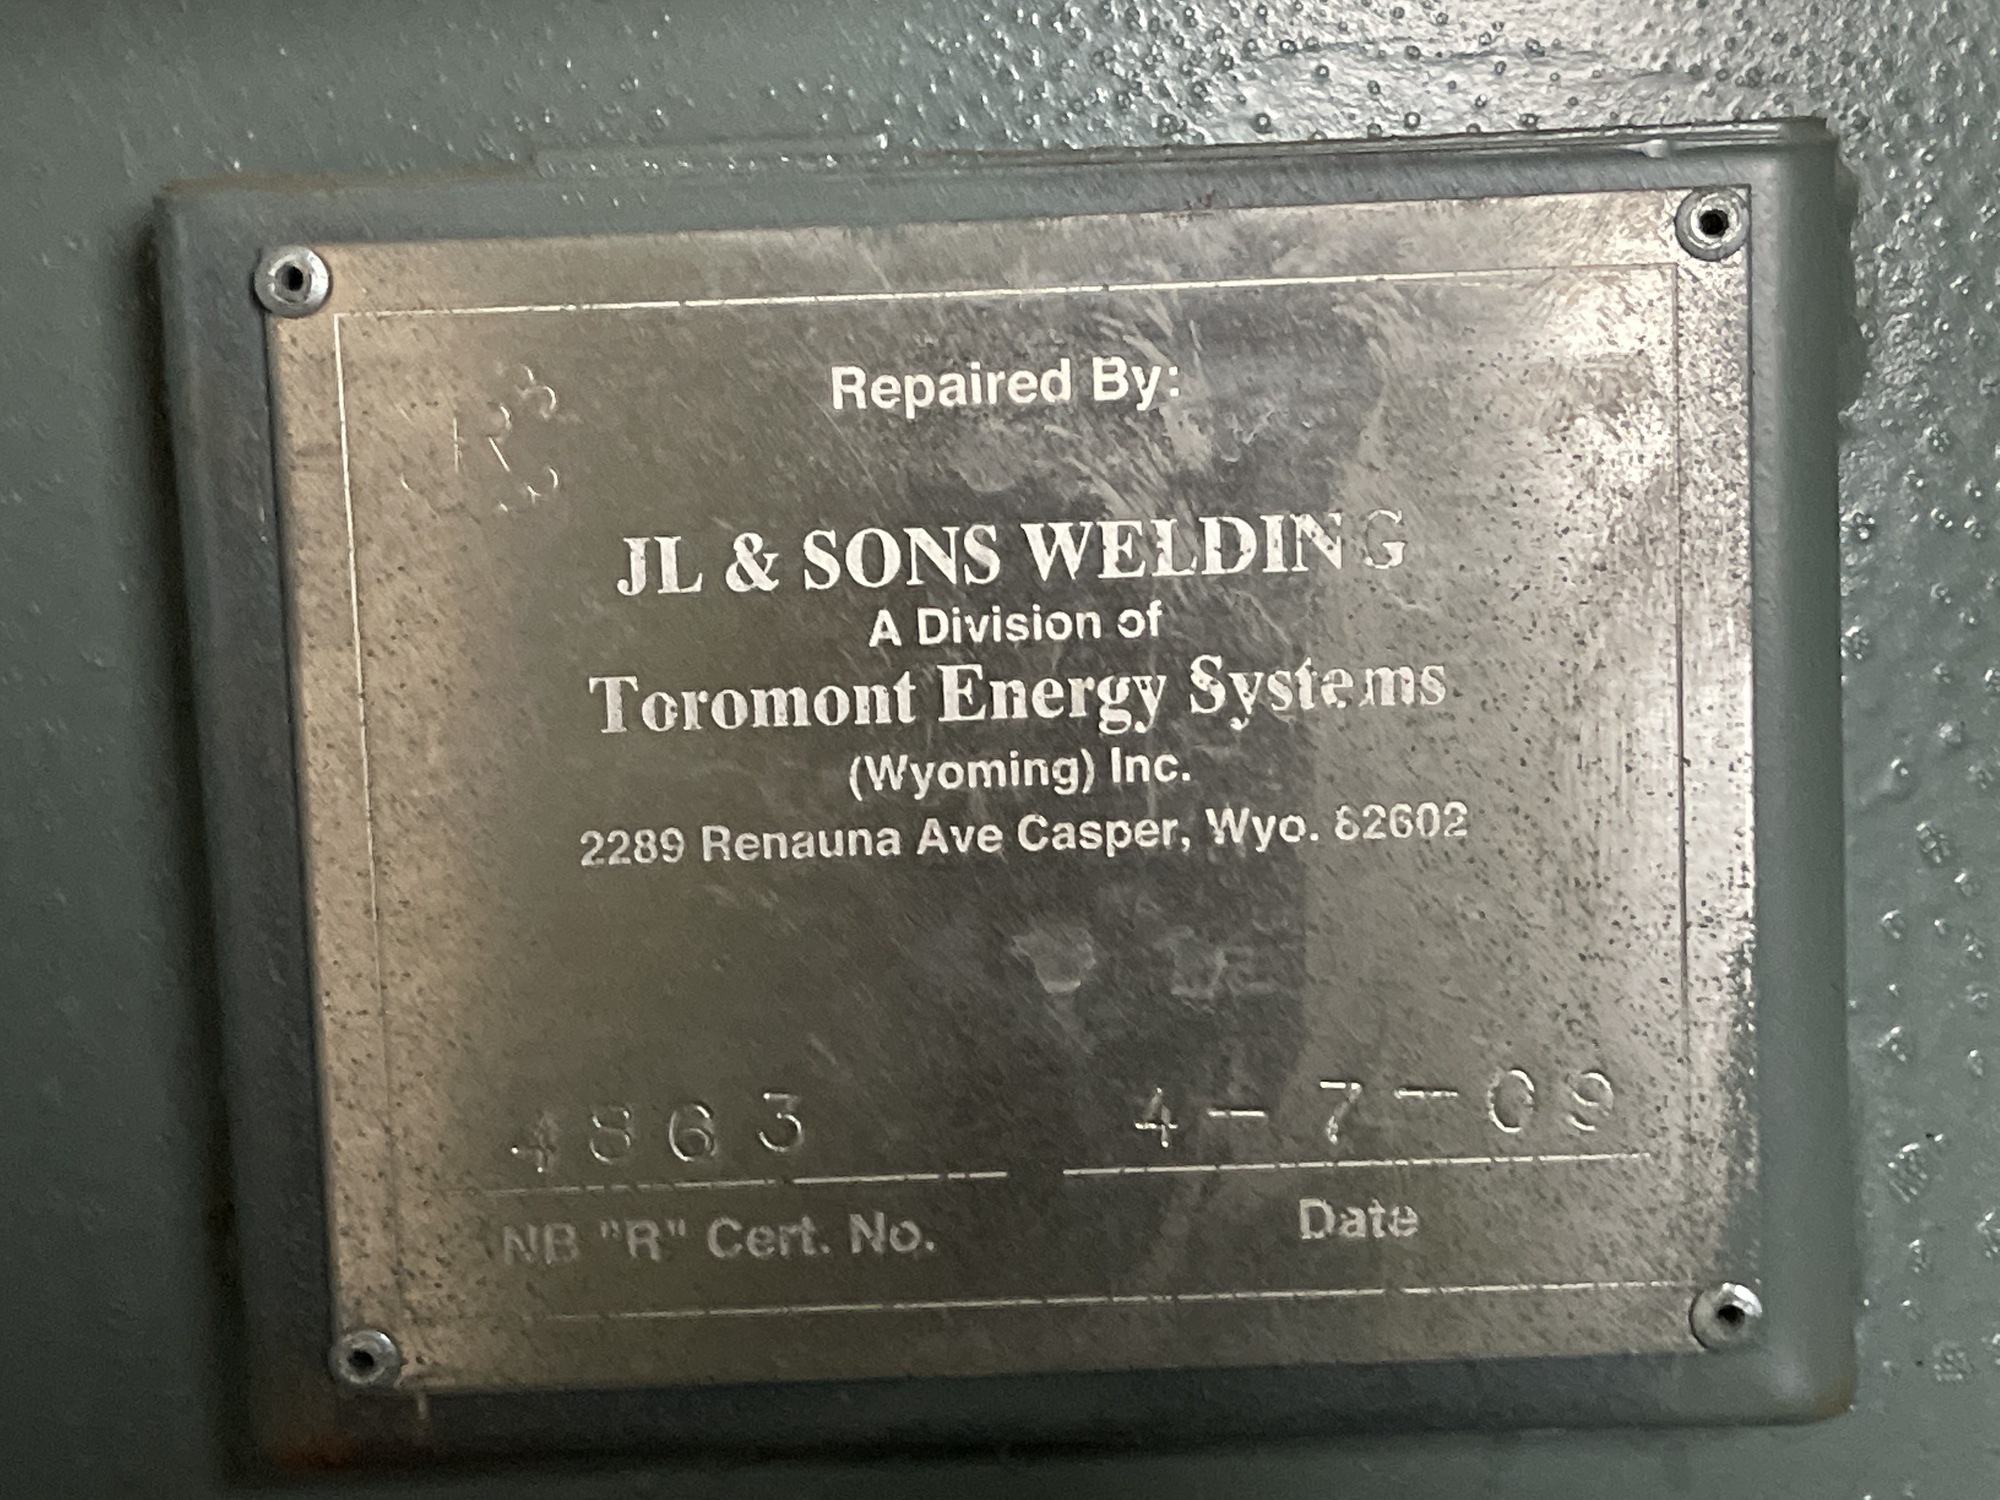 R
Repaired By:
JL & SONS WELDING
A Division of
Toromont Energy Systems
(Wyoming) Inc.
2289 Renauna Ave Casper, Wyo. 82602
4863 4-7-09
NB "R" Cert. No. Date